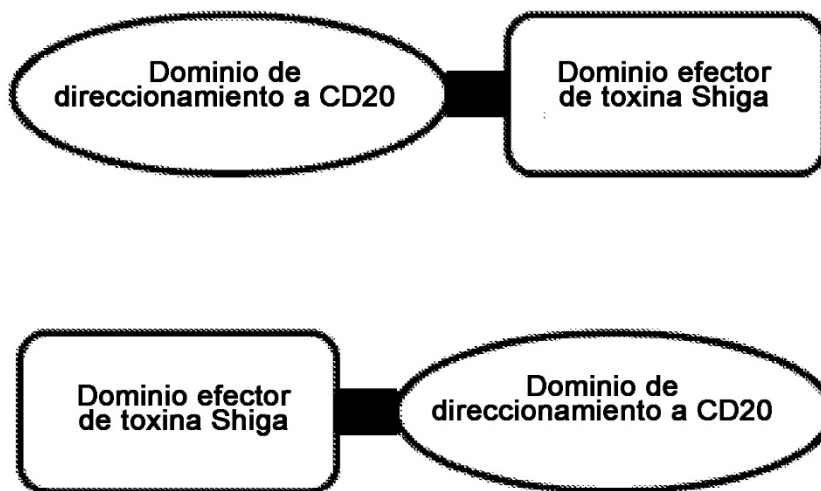 Dominio de
direccionamiento a CD20
Dominio efector
de toxina Shiga
Dominio efector
de toxina Shiga
Dominio de
direccionamiento a CD20